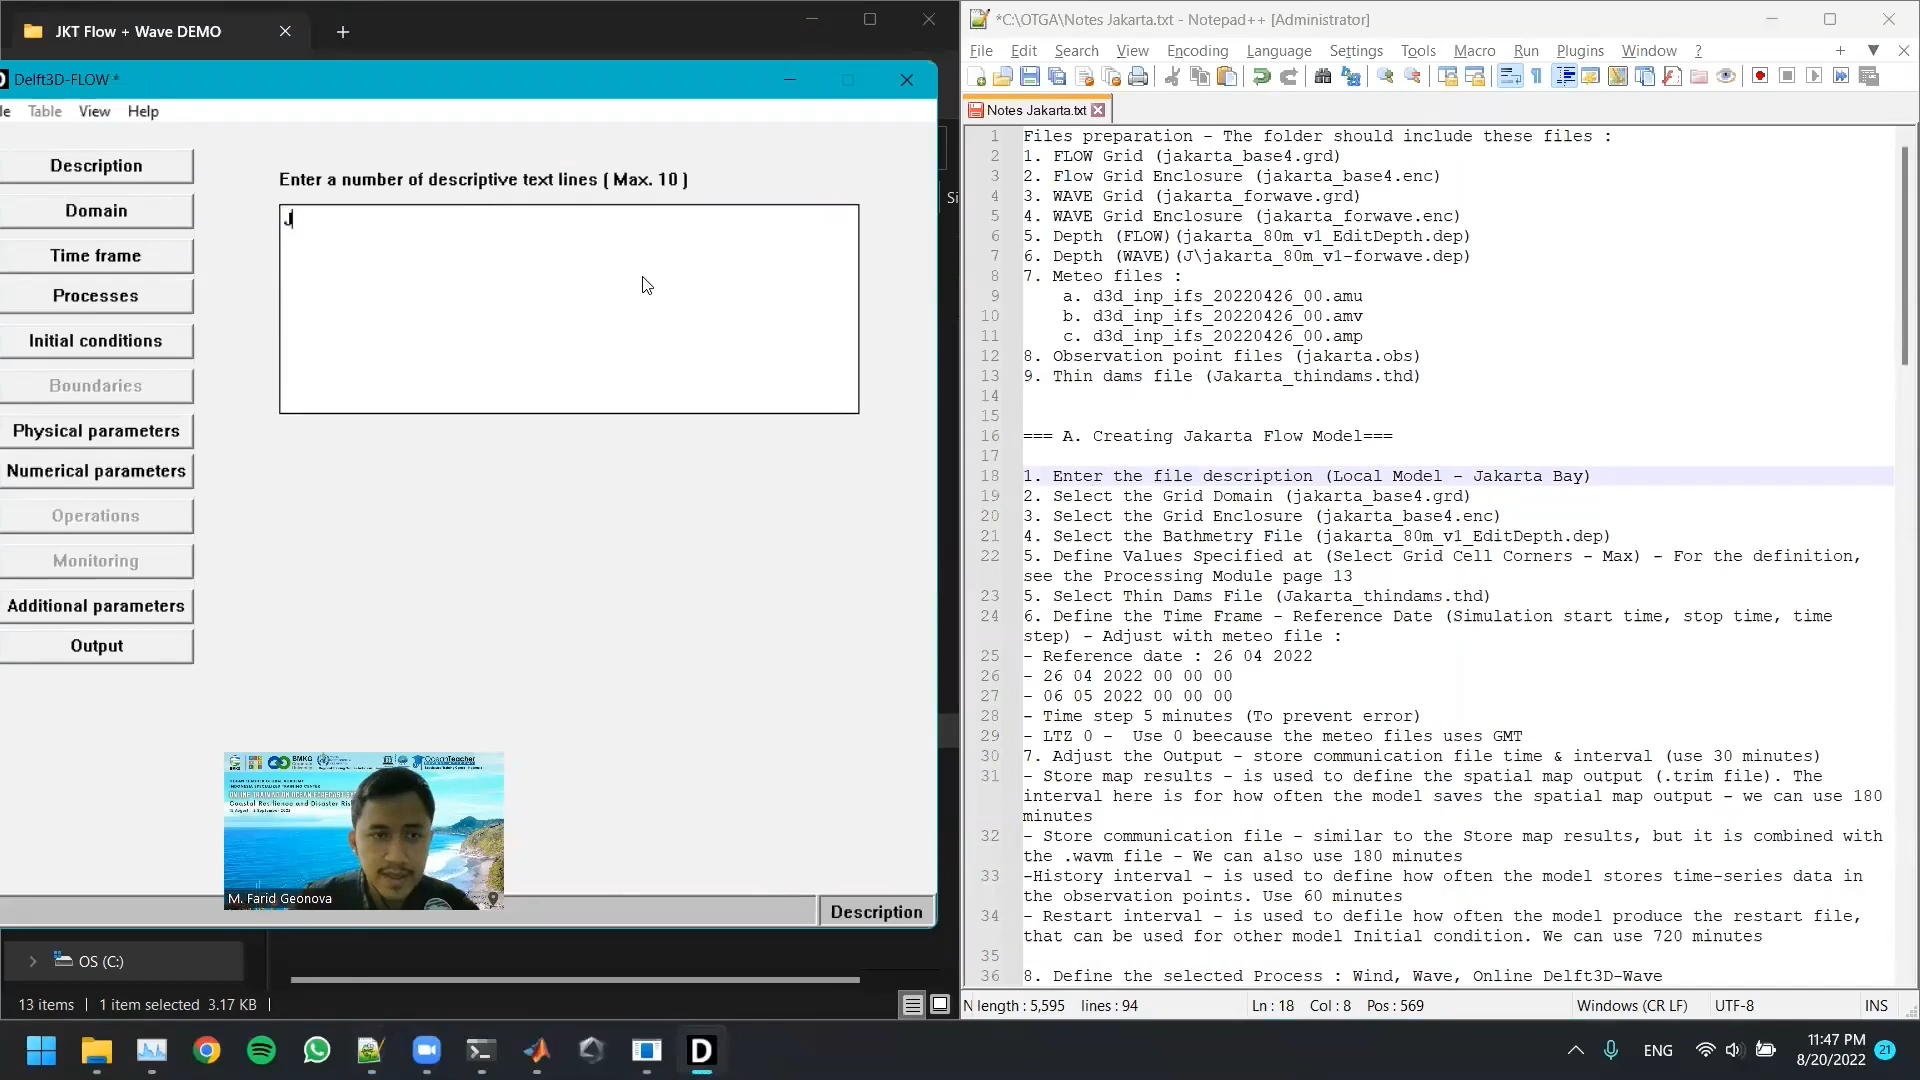 JKT Flow + Wave DEMO
Delft3D-FLOW *
le Table View Help
Description
Domain
Time frame
Processes
Initial conditions
Boundaries
Physical parameters
Numerical parameters
Operations
Monitoring
Additional parameters
Output
Enter a number of descriptive text lines ( Max. 10 )
J
Si
BMKG
OceanTeacher
Coastal Resilience and Disaster Ris
M. Farid Geonova
Description
OS (C:)
13 items 1 item selected 3.17 KB
*C:\OTGA\Notes Jakarta.txt - Notepad++ [Administrator]
File Edit Search View Encoding Language Settings Tools Macro Run Plugins Window ?
Notes Jakarta.txt
1 Files preparation - The folder should include these files :
2 1. FLOW Grid (jakarta_base4.grd)
3 2. Flow Grid Enclosure (jakarta_base4.enc)
4 3. WAVE Grid (jakarta_forwave.grd)
5 4. WAVE Grid Enclosure (jakarta_forwave.enc)
6 5. Depth (FLOW)(jakarta_80m_v1_EditDepth.dep)
7 6. Depth (WAVE)(J\jakarta_80m_v1-forwave.dep)
8 7. Meteo files :
9 a. d3d_inp_ifs_20220426_00.amu
10 b. d3d_inp_ifs_20220426_00.amv
11 c. d3d_inp_ifs_20220426_00.amp
12 8. Observation point files (jakarta.obs)
13 9. Thin dams file (Jakarta_thindams.thd)
14
15
16 === A. Creating Jakarta Flow Model===
17
18 1. Enter the file description (Local Model - Jakarta Bay)
19 2. Select the Grid Domain (jakarta_base4.grd)
20 3. Select the Grid Enclosure (jakarta_base4.enc)
21 4. Select the Bathmetry File (jakarta_80m_v1_EditDepth.dep)
22 5. Define Values Specified at (Select Grid Cell Corners - Max) - For the definition,
see the Processing Module page 13
23 5. Select Thin Dams File (Jakarta_thindams.thd)
24 6. Define the Time Frame - Reference Date (Simulation start time, stop time, time
step) - Adjust with meteo file :
25 - Reference date : 26 04 2022
26 - 26 04 2022 00 00 00
27 - 06 05 2022 00 00 00
28 - Time step 5 minutes (To prevent error)
29 - LTZ 0 - Use 0 beecause the meteo files uses GMT
30 7. Adjust the Output - store communication file time & interval (use 30 minutes)
31 - Store map results - is used to define the spatial map output (.trim file). The
interval here is for how often the model saves the spatial map output - we can use 180
minutes
32 - Store communication file - similar to the Store map results, but it is combined with
the .wavm file - We can also use 180 minutes
33 -History interval - is used to define how often the model stores time-series data in
the observation points. Use 60 minutes
34 - Restart interval - is used to defile how often the model produce the restart file,
that can be used for other model Initial condition. We can use 720 minutes
35
36 8. Define the selected Process : Wind, Wave, Online Delft3D-Wave
N length : 5,595 lines : 94 Ln : 18 Col : 8 Pos : 569 Windows (CR LF) UTF-8 INS
ENG
11:47 PM
8/20/2022
21